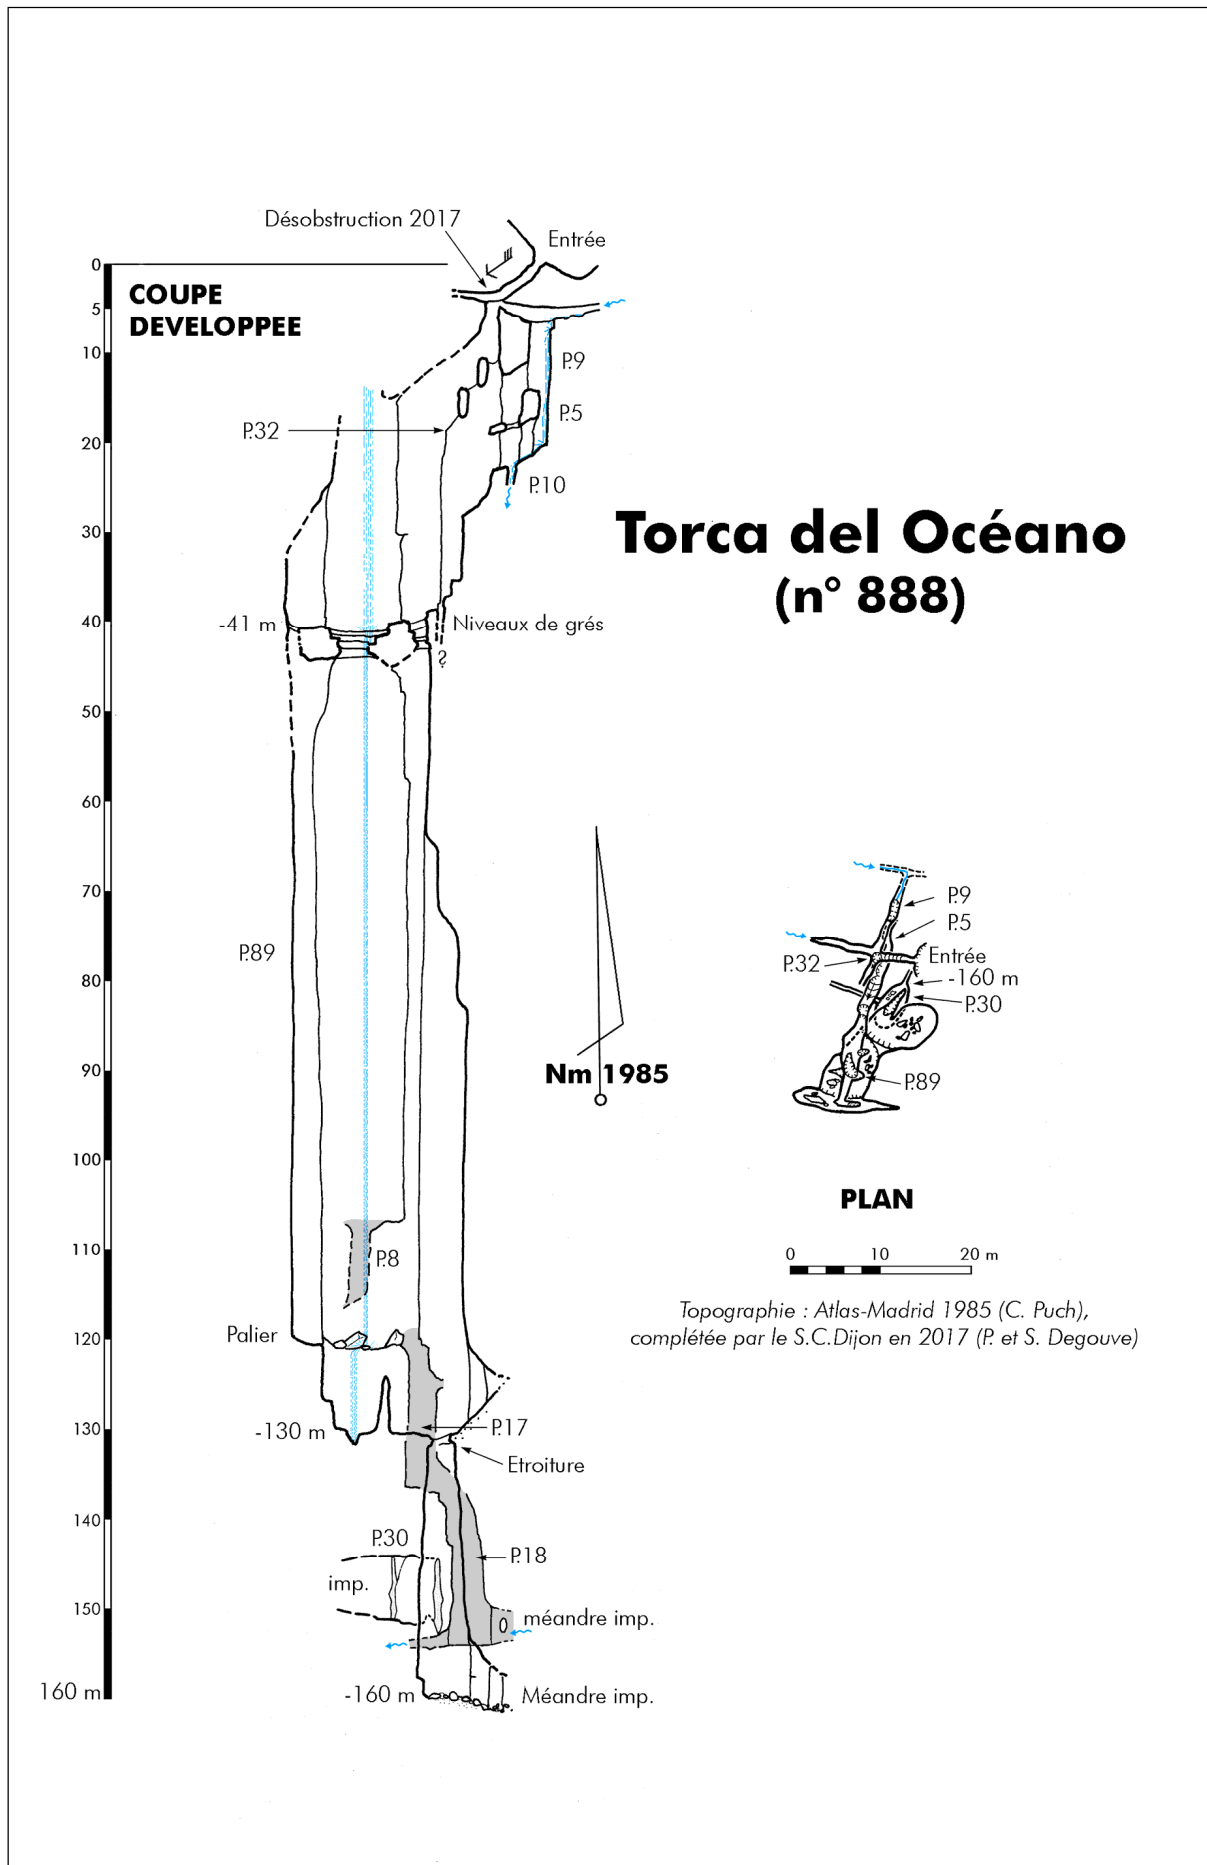 Désobstruction 2017
Entrée
COUPE
DEVELOPPEE
0
5
10
20
30
40
50
60
70
80
90
100
110
120
130
140
150
160 m
P.9
P.5
P.32
P.10
Torca del Océano
(n° 888)
-41 m
Niveaux de grés
?
P.89
Nm 1985
P.9
P.5
Entrée
P.32
-160 m
P.30
P.89
PLAN
0 10 20 m
Topographie : Atlas-Madrid 1985 (C. Puch),
complétée par le S.C.Dijon en 2017 (P. et S. Degouve)
P.8
Palier
-130 m
P.17
Etroiture
P.30
P.18
imp.
méandre imp.
-160 m
Méandre imp.